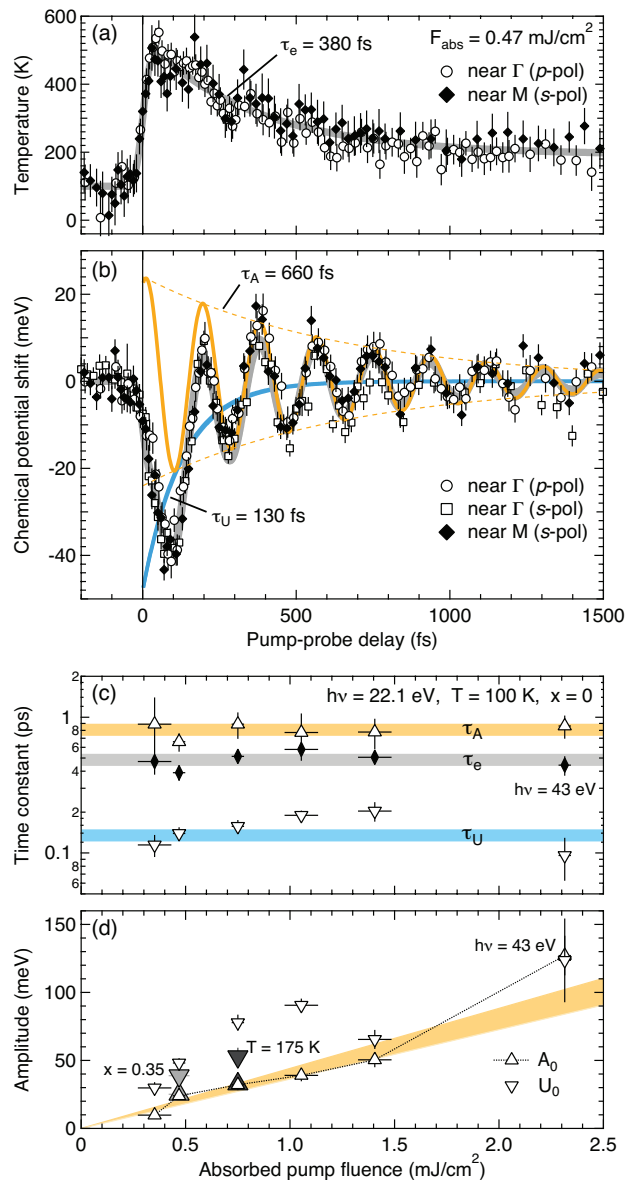 (a)
τe = 380 fs
Fabs = 0.47 mJ/cm²
near Γ (p-pol)
near M (s-pol)
Temperature (K)
600
400
200
0
(b)
τA = 660 fs
τU = 130 fs
near Γ (p-pol)
near Γ (s-pol)
near M (s-pol)
Chemical potential shift (meV)
20
0
-20
-40
0
500
1000
1500
Pump-probe delay (fs)
(c)
hν = 22.1 eV, T = 100 K, x = 0
τA
τe
hν = 43 eV
τU
Time constant (ps)
2
1
8
6
4
2
0.1
8
6
(d)
hν = 43 eV
x = 0.35
T = 175 K
A0
U0
Amplitude (meV)
150
100
50
0
0
0.5
1.0
1.5
2.0
2.5
Absorbed pump fluence (mJ/cm²)